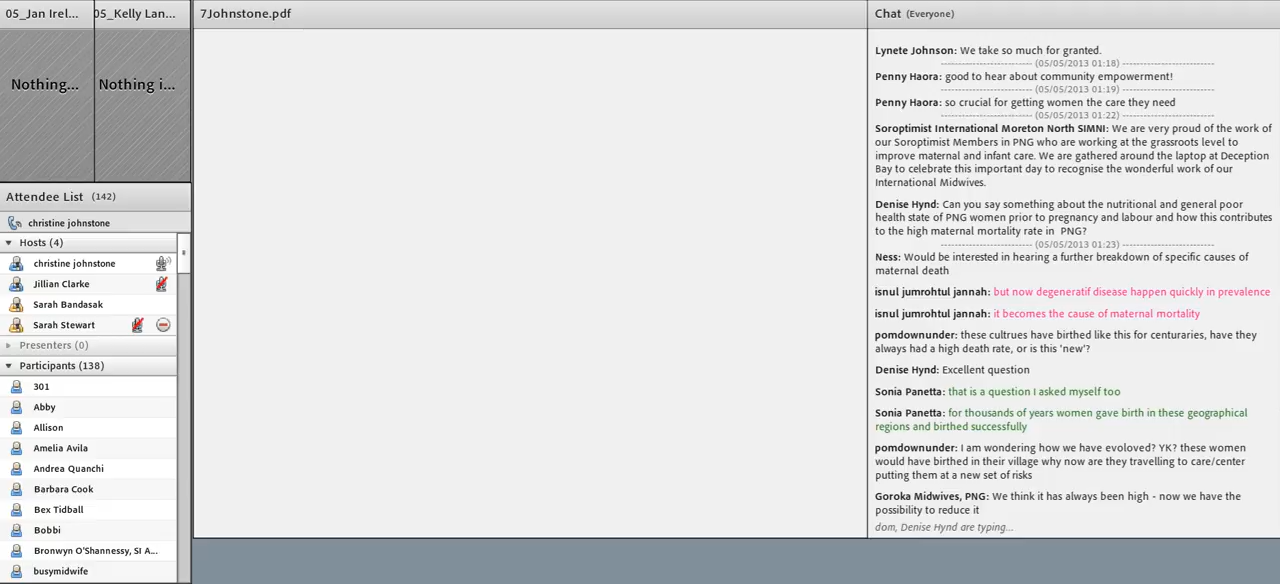 05_Jan Irel...
05_Kelly Lan...
7Johnstone.pdf
Chat (Everyone)
Nothing...
Nothing i...
Attendee List (142)
christine johnstone
Hosts (4)
christine johnstone
Jillian Clarke
Sarah Bandasak
Sarah Stewart
Presenters (0)
Participants (138)
301
Abby
Allison
Amelia Avila
Andrea Quanchi
Barbara Cook
Bex Tidball
Bobbi
Bronwyn O'Shannessy, SI A...
busymidwife
Lynete Johnson: We take so much for granted.
------------------------ (05/05/2013 01:18) ------------------------
Penny Haora: good to hear about community empowerment!
------------------------ (05/05/2013 01:19) ------------------------
Penny Haora: so crucial for getting women the care they need
------------------------ (05/05/2013 01:22) ------------------------
Soroptimist International Moreton North SIMNI: We are very proud of the work of
our Soroptimist Members in PNG who are working at the grassroots level to
improve maternal and infant care. We are gathered around the laptop at Deception
Bay to celebrate this important day to recognise the wonderful work of our
International Midwives.
Denise Hynd: Can you say something about the nutritional and general poor
health state of PNG women prior to pregnancy and labour and how this contributes
to the high maternal mortality rate in PNG?
------------------------ (05/05/2013 01:23) ------------------------
Ness: Would be interested in hearing a further breakdown of specific causes of
maternal death
isnul jumrohtul jannah: but now degeneratif disease happen quickly in prevalence
isnul jumrohtul jannah: it becomes the cause of maternal mortality
pomdownunder: these cultrues have birthed like this for centuraries, have they
always had a high death rate, or is this 'new'?
Denise Hynd: Excellent question
Sonia Panetta: that is a question I asked myself too
Sonia Panetta: for thousands of years women gave birth in these geographical
regions and birthed successfully
pomdownunder: I am wondering how we have evoloved? YK? these women
would have birthed in their village why now are they travelling to care/center
putting them at a new set of risks
Goroka Midwives, PNG: We think it has always been high - now we have the
possibility to reduce it
dom, Denise Hynd are typing...